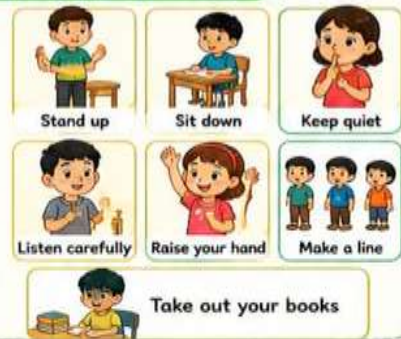 Stand up
Sit down
Keep quiet
Listen carefully
Raise your hand
Make a line
Take out your books